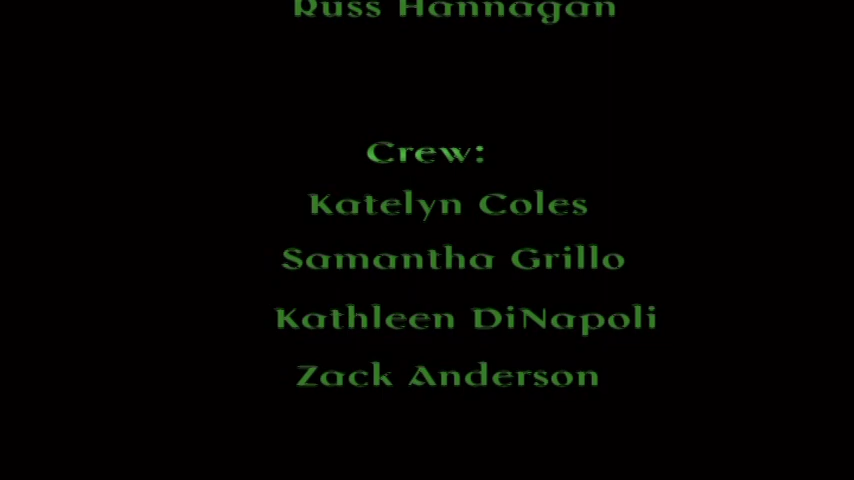 Russ Hannagan
Crew:
Katelyn Coles
Samantha Grillo
Kathleen DiNapoli
Zack Anderson